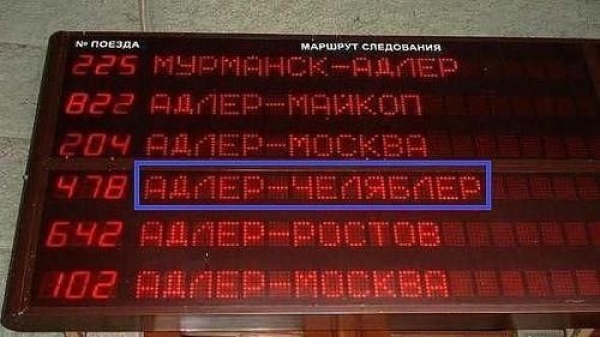 № ПОЕЗДА МАРШРУТ СЛЕДОВАНИЯ
225 МУРМАНСК-АДЛЕР
822 АДЛЕР-МАЙКОП
204 АДЛЕР-МОСКВА
478 АДЛЕР-ЧЕЛЯБЛЕР
642 АДЛЕР-РОСТОВ
102 АДЛЕР-МОСКВА